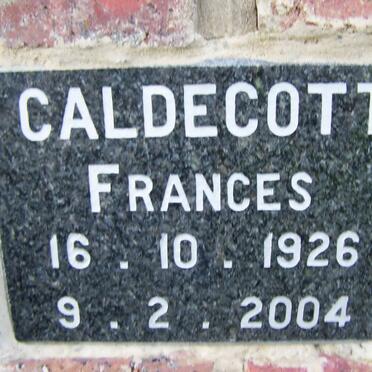 CALDECOTT
FRANCES
16 . 10 . 1926
9 . 2 . 2004